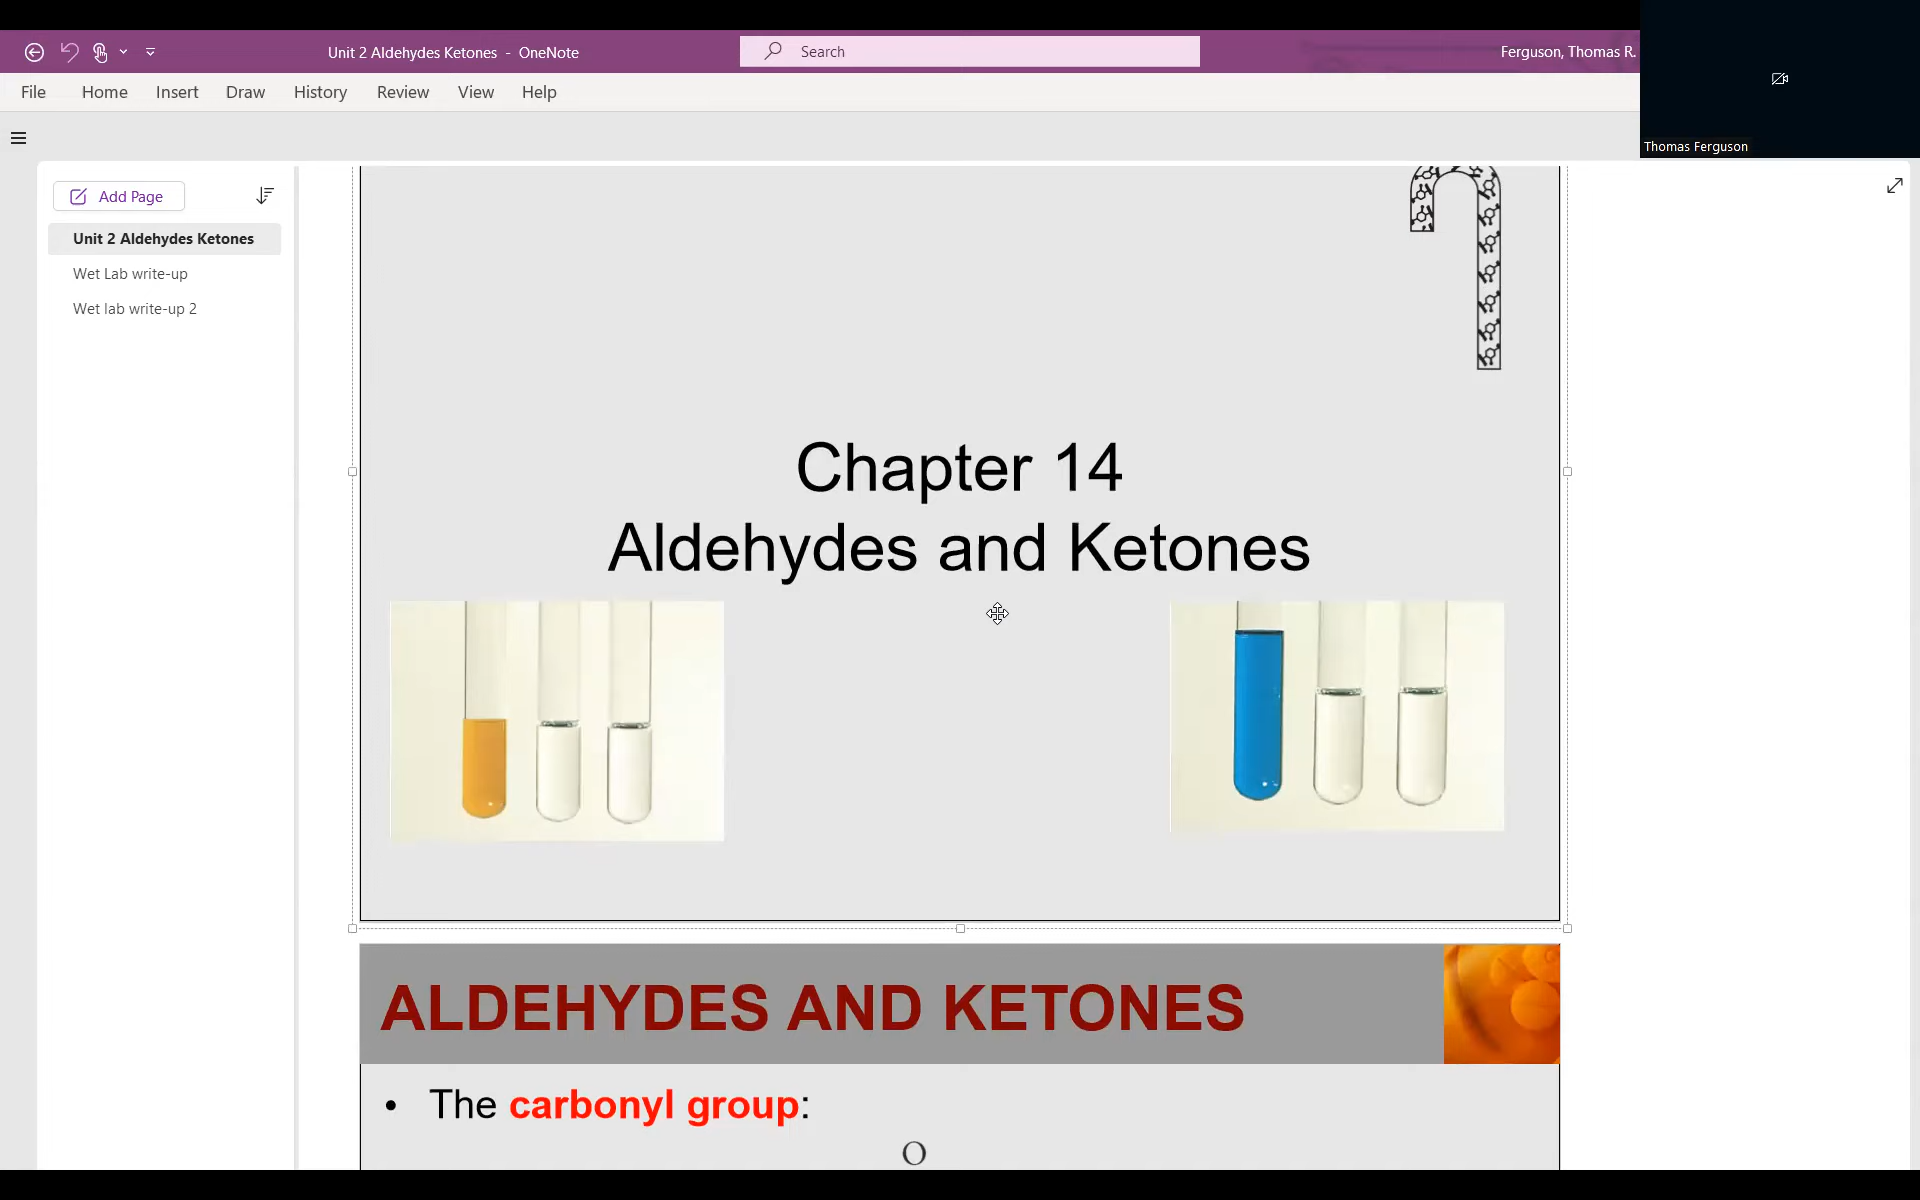 Unit 2 Aldehydes Ketones - OneNote
Search
Ferguson, Thomas R.
File Home Insert Draw History Review View Help
Thomas Ferguson
Add Page
Unit 2 Aldehydes Ketones
Wet Lab write-up
Wet lab write-up 2
Chapter 14
Aldehydes and Ketones
ALDEHYDES AND KETONES
• The carbonyl group:
O